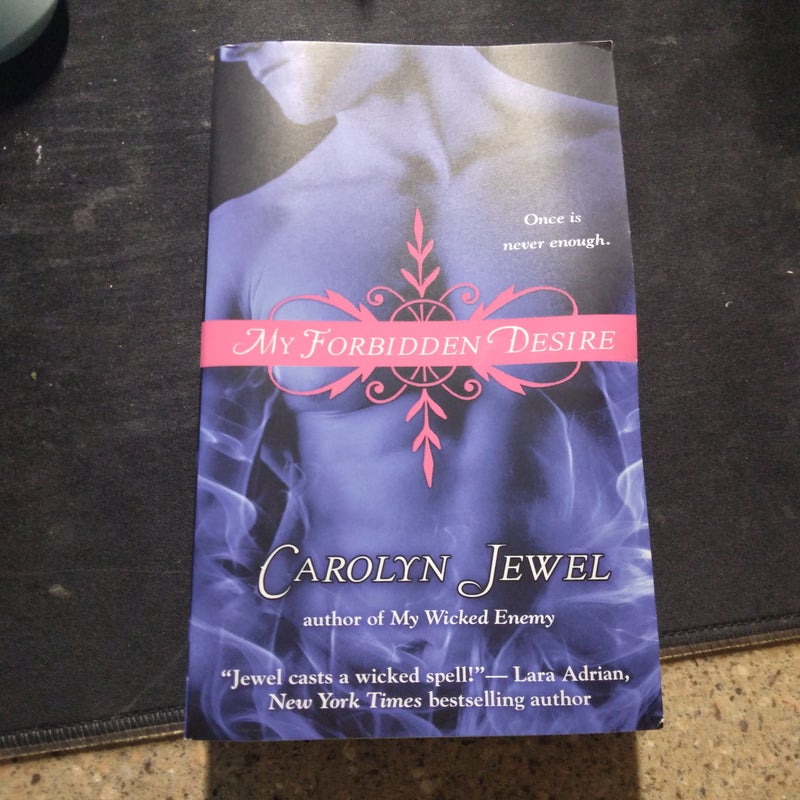 Once is
never enough.
My Forbidden Desire
Carolyn Jewel
author of My Wicked Enemy
“Jewel casts a wicked spell!”— Lara Adrian,
New York Times bestselling author